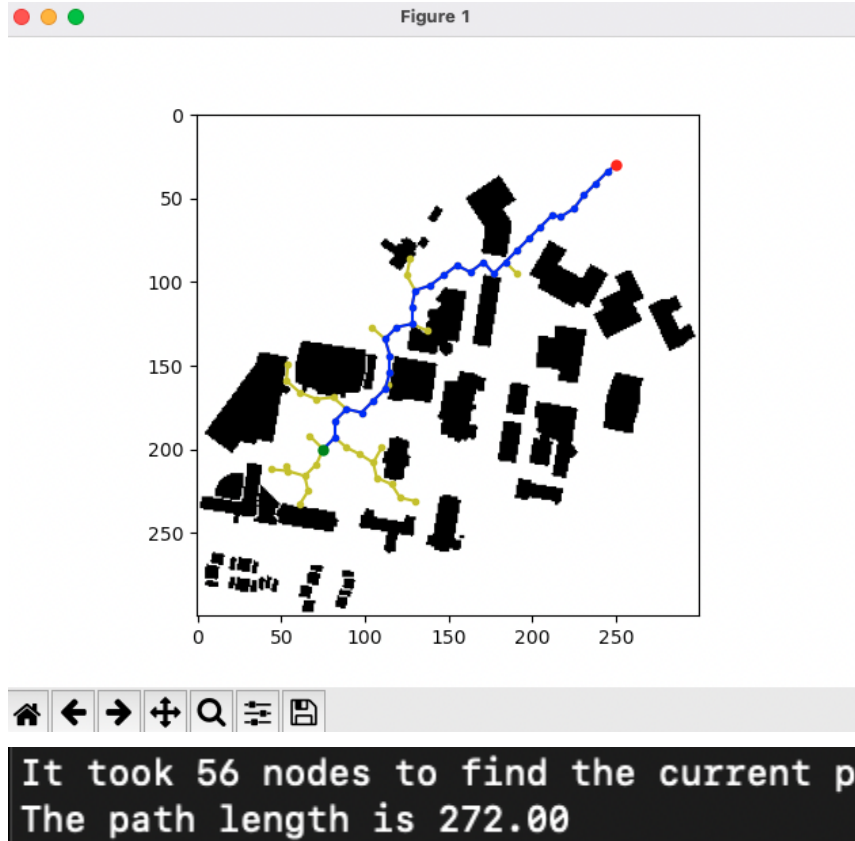 Figure 1
0
50
100
150
200
250
0 50 100 150 200 250
It took 56 nodes to find the current p
The path length is 272.00